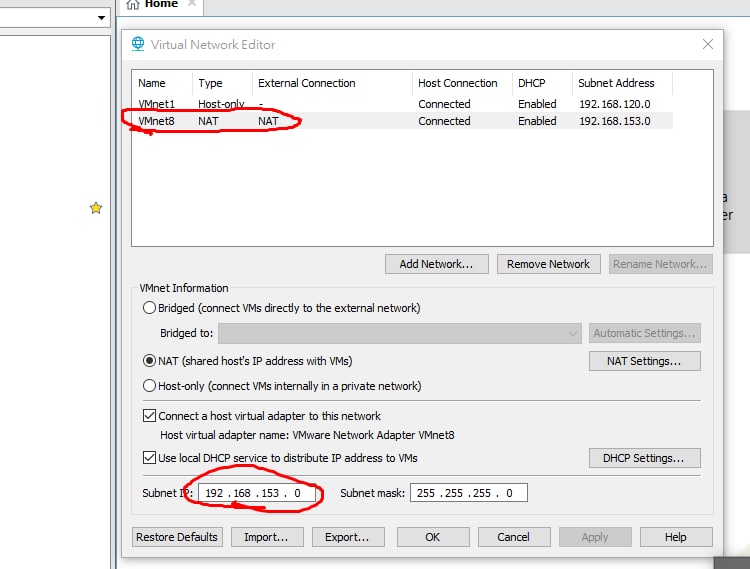 Home
Virtual Network Editor
Name Type External Connection Host Connection DHCP Subnet Address
VMnet1 Host-only - Connected Enabled 192.168.120.0
VMnet8 NAT NAT Connected Enabled 192.168.153.0
Add Network... Remove Network Rename Network...
VMnet Information
Bridged (connect VMs directly to the external network)
Bridged to: Automatic Settings...
NAT (shared host's IP address with VMs) NAT Settings...
Host-only (connect VMs internally in a private network)
Connect a host virtual adapter to this network
Host virtual adapter name: VMware Network Adapter VMnet8
Use local DHCP service to distribute IP address to VMs DHCP Settings...
Subnet IP: 192 . 168 . 153 . 0 Subnet mask: 255 . 255 . 255 . 0
Restore Defaults Import... Export... OK Cancel Apply Help